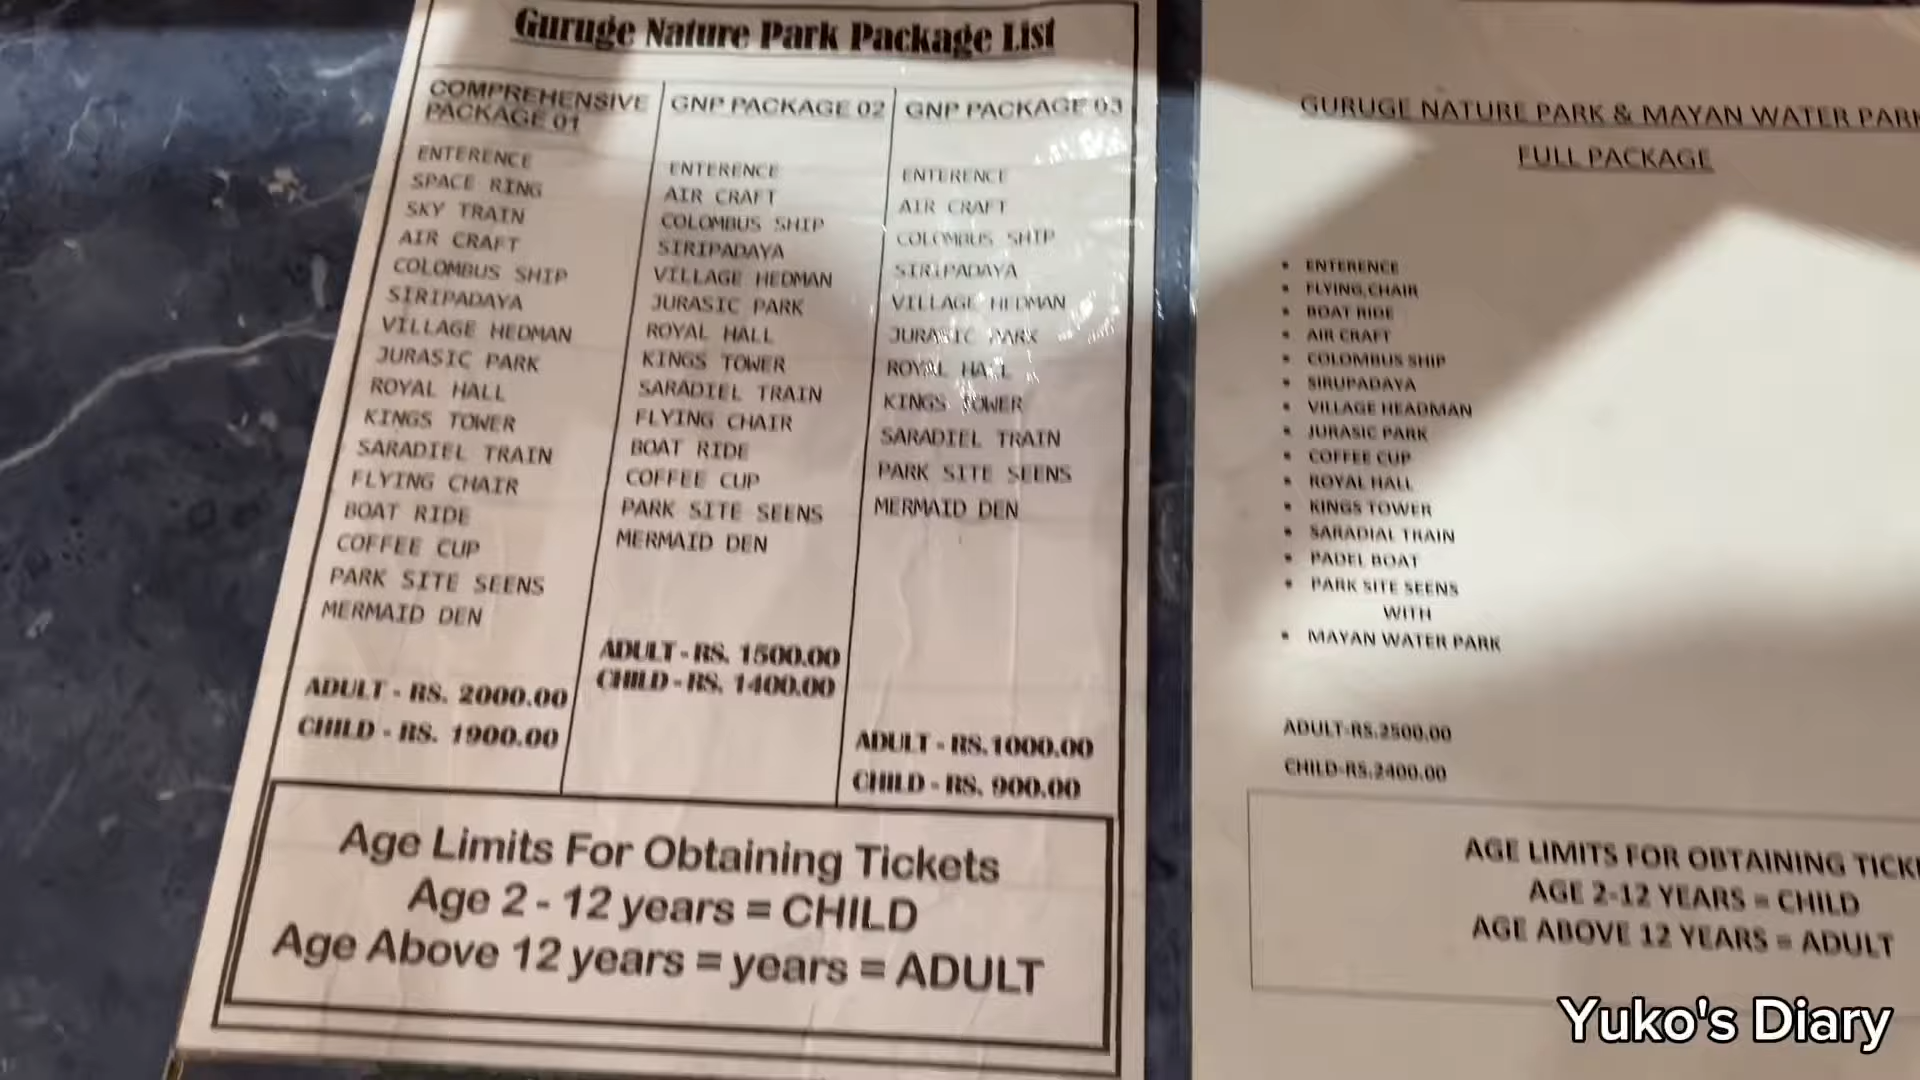 Guruge Nature Park Package List
COMPREHENSIVE
PACKAGE 01
ENTERENCE
SPACE RING
SKY TRAIN
AIR CRAFT
COLOMBUS SHIP
SIRIPADAYA
VILLAGE HEDMAN
JURASIC PARK
ROYAL HALL
KINGS TOWER
SARADIEL TRAIN
FLYING CHAIR
BOAT RIDE
COFFEE CUP
PARK SITE SEENS
MERMAID DEN
ADULT - RS. 2000.00
CHILD - RS. 1900.00
GNP PACKAGE 02
ENTERENCE
AIR CRAFT
COLOMBUS SHIP
SIRIPADAYA
VILLAGE HEDMAN
JURASIC PARK
ROYAL HALL
KINGS TOWER
SARADIEL TRAIN
FLYING CHAIR
BOAT RIDE
COFFEE CUP
PARK SITE SEENS
MERMAID DEN
ADULT - RS. 1500.00
CHILD - RS. 1400.00
GNP PACKAGE 03
ENTERENCE
AIR CRAFT
COLOMBUS SHIP
SIRIPADAYA
VILLAGE HEDMAN
JURASIC PARK
ROYAL HALL
KINGS TOWER
SARADIEL TRAIN
PARK SITE SEENS
MERMAID DEN
ADULT - RS.1000.00
CHILD - RS. 900.00
Age Limits For Obtaining Tickets
Age 2 - 12 years = CHILD
Age Above 12 years = years = ADULT
GURUGE NATURE PARK & MAYAN WATER PARK
FULL PACKAGE
• ENTERENCE
• FLYING,CHAIR
• BOAT RIDE
• AIR CRAFT
• COLOMBUS SHIP
• SIRUPADAYA
• VILLAGE HEADMAN
• JURASIC PARK
• COFFEE CUP
• ROYAL HALL
• KINGS TOWER
• SARADIAL TRAIN
• PADEL BOAT
• PARK SITE SEENS
WITH
• MAYAN WATER PARK
ADULT-RS.2500.00
CHILD-RS.2400.00
AGE LIMITS FOR OBTAINING TICK
AGE 2-12 YEARS = CHILD
AGE ABOVE 12 YEARS = ADULT
Yuko's Diary